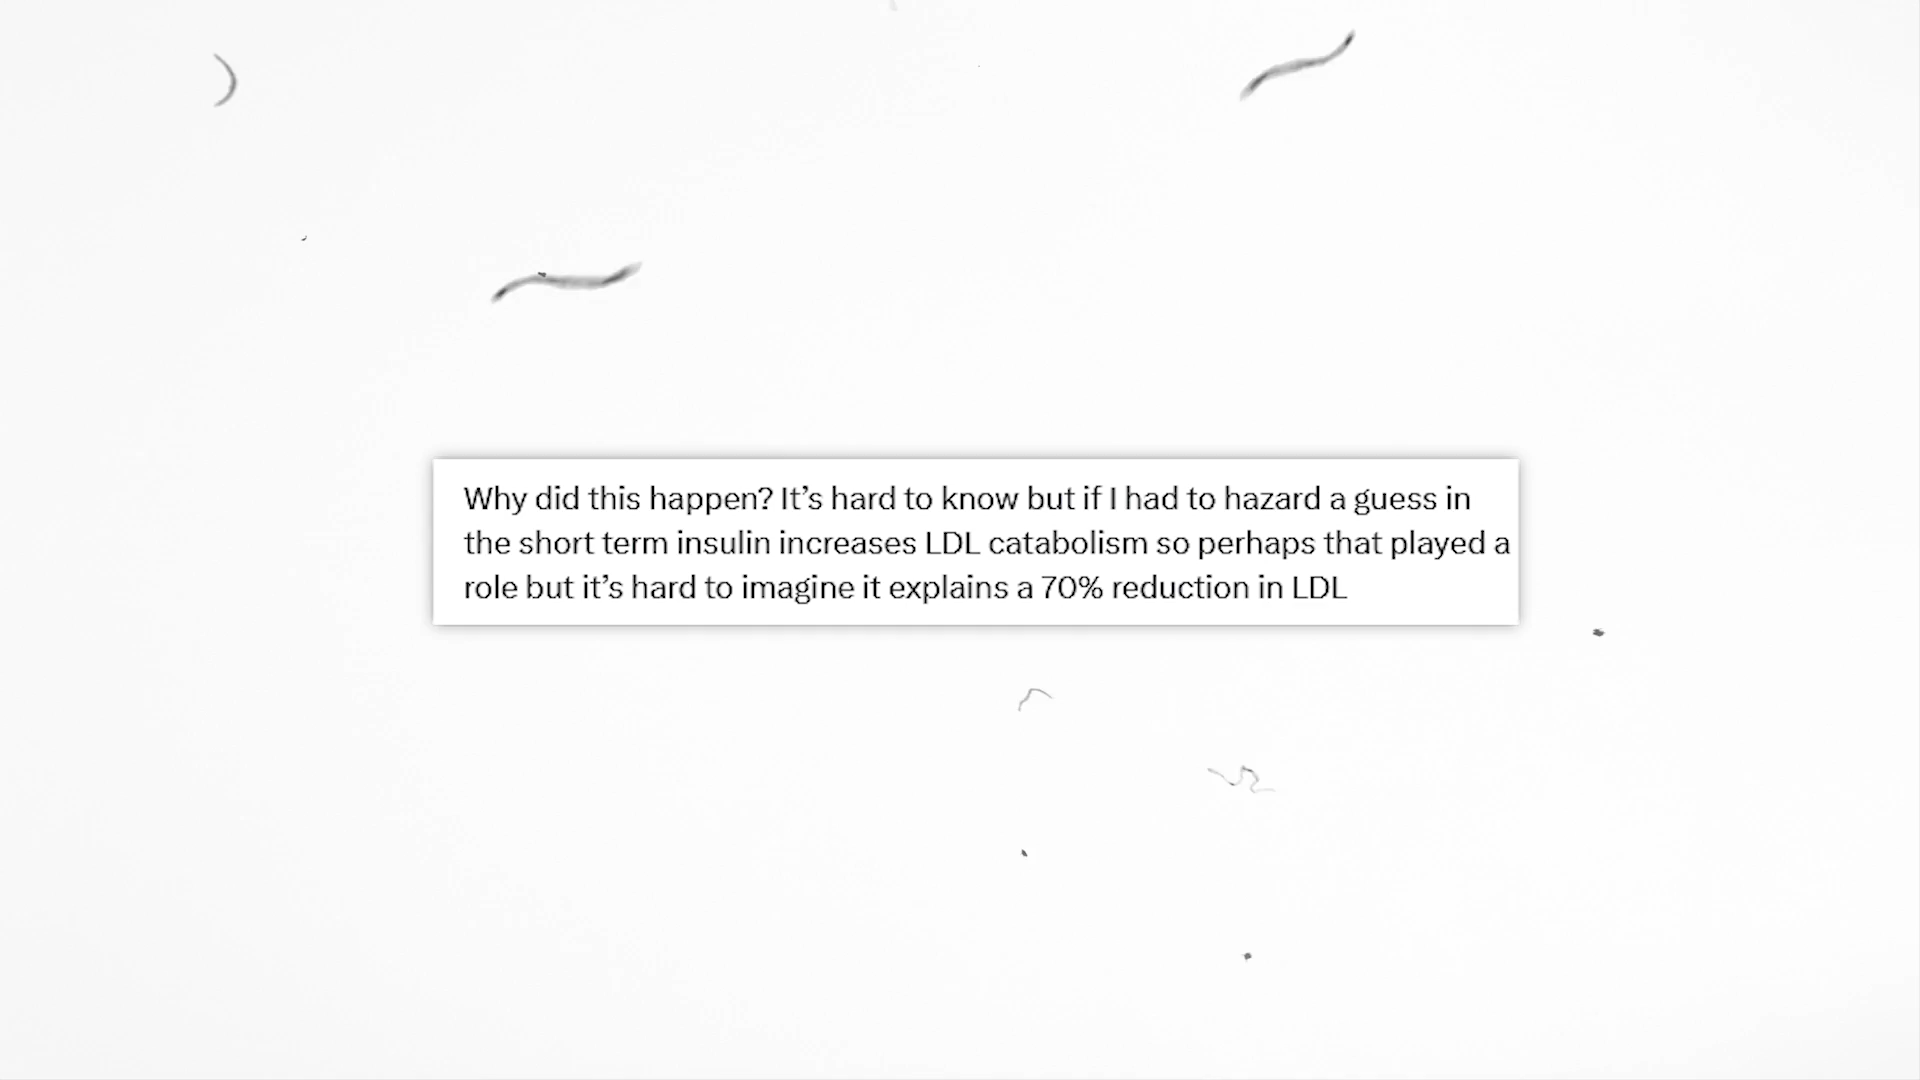 Why did this happen? It’s hard to know but if I had to hazard a guess in
the short term insulin increases LDL catabolism so perhaps that played a
role but it’s hard to imagine it explains a 70% reduction in LDL